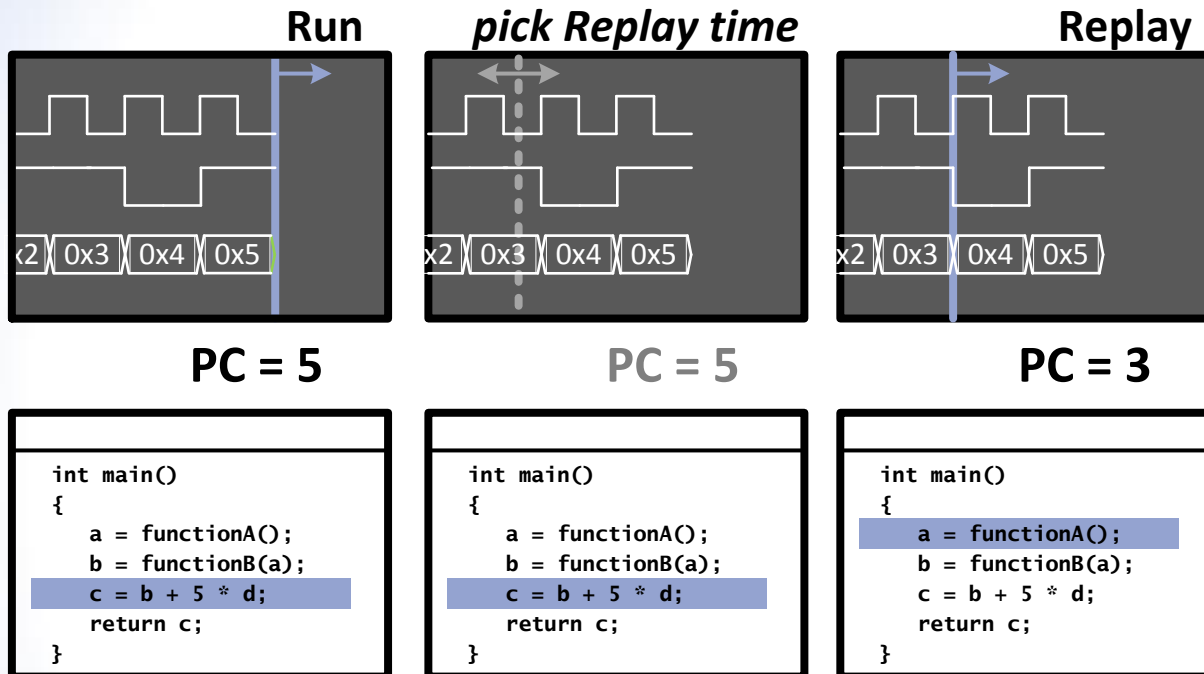 Run
pick Replay time
Replay
x2 0x3 0x4 0x5
x2 0x3 0x4 0x5
x2 0x3 0x4 0x5
PC = 5
PC = 5
PC = 3
int main()
{
a = functionA();
b = functionB(a);
c = b + 5 * d;
return c;
}
int main()
{
a = functionA();
b = functionB(a);
c = b + 5 * d;
return c;
}
int main()
{
a = functionA();
b = functionB(a);
c = b + 5 * d;
return c;
}